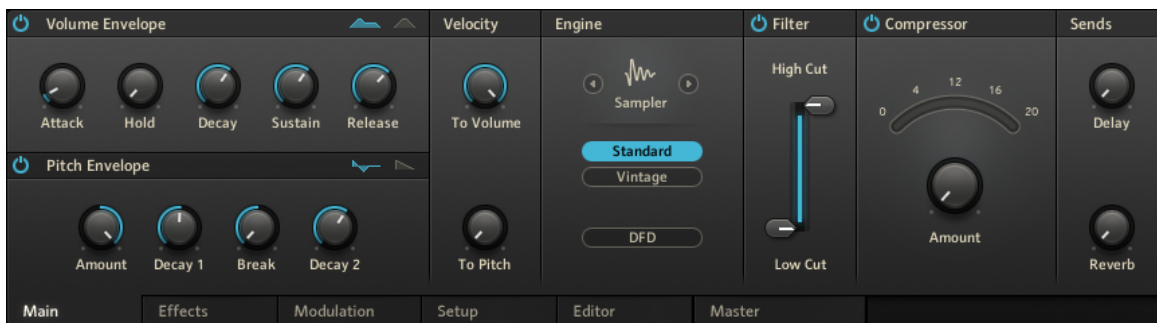 Volume Envelope
Velocity
Engine
Filter
Compressor
Sends
Attack
Hold
Decay
Sustain
Release
To Volume
Sampler
High Cut
0
4
12
16
20
Delay
Standard
Vintage
Pitch Envelope
DFD
Amount
Decay 1
Break
Decay 2
To Pitch
Low Cut
Amount
Reverb
Main
Effects
Modulation
Setup
Editor
Master